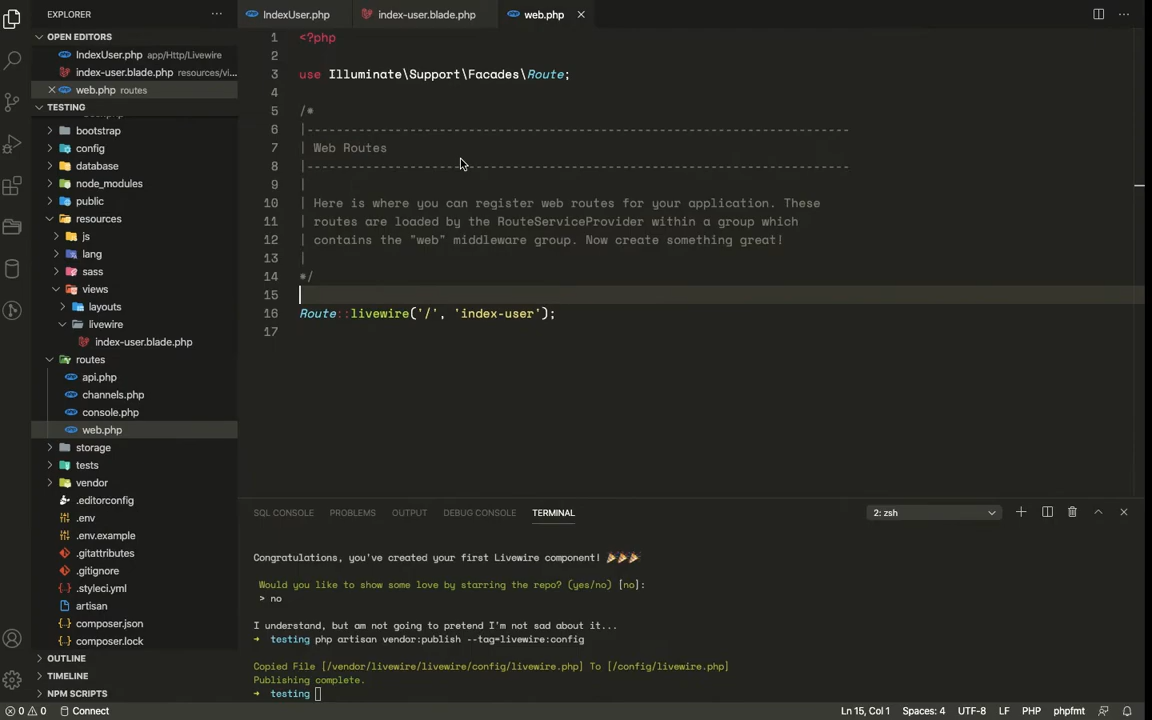 EXPLORER
OPEN EDITORS
IndexUser.php app/Http/Livewire
index-user.blade.php resources/vi...
web.php routes
TESTING
bootstrap
config
database
node_modules
public
resources
js
lang
sass
views
layouts
livewire
index-user.blade.php
routes
api.php
channels.php
console.php
web.php
storage
tests
vendor
.editorconfig
.env
.env.example
.gitattributes
.gitignore
.styleci.yml
artisan
composer.json
composer.lock
OUTLINE
TIMELINE
NPM SCRIPTS
IndexUser.php index-user.blade.php web.php
1 <?php
2
3 use Illuminate\Support\Facades\Route;
4
5 /*
6 |--------------------------------------------------------------------------
7 | Web Routes
8 |--------------------------------------------------------------------------
9 |
10 | Here is where you can register web routes for your application. These
11 | routes are loaded by the RouteServiceProvider within a group which
12 | contains the "web" middleware group. Now create something great!
13 |
14 */
15
16 Route::livewire('/', 'index-user');
17
SQL CONSOLE PROBLEMS OUTPUT DEBUG CONSOLE TERMINAL 2: zsh
Congratulations, you've created your first Livewire component! 🎉🎉🎉
Would you like to show some love by starring the repo? (yes/no) [no]:
> no
I understand, but am not going to pretend I'm not sad about it...
➜ testing php artisan vendor:publish --tag=livewire:config
Copied File [/vendor/livewire/livewire/config/livewire.php] To [/config/livewire.php]
Publishing complete.
➜ testing
0 0 Connect Ln 15, Col 1 Spaces: 4 UTF-8 LF PHP phpfmt